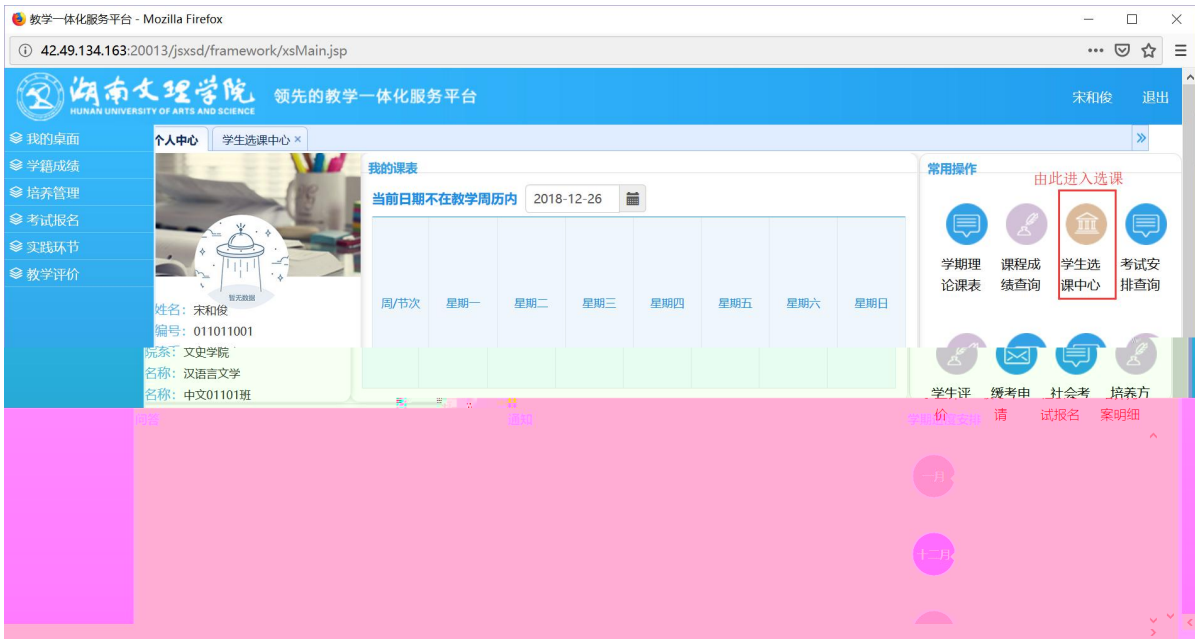 教学一体化服务平台 - Mozilla Firefox
42.49.134.163:20013/jsxsd/framework/xsMain.jsp
湖南文理学院
HUNAN UNIVERSITY OF ARTS AND SCIENCE
领先的教学一体化服务平台
宋和俊 退出
我的桌面
学籍成绩
培养管理
考试报名
实践环节
教学评价
个人中心 学生选课中心 ×
暂无数据
姓名：宋和俊
编号：011011001
院系：文史学院
名称：汉语言文学
名称：中文01101班
我的课表
当前日期不在教学周历内 2018-12-26
周/节次 星期一 星期二 星期三 星期四 星期五 星期六 星期日
常用操作
由此进入选课
学期理论课表
课程成绩查询
学生选课中心
考试安排查询
学生评价
缓考申请
社会考试报名
培养方案明细
问答
通知
一月
十二月